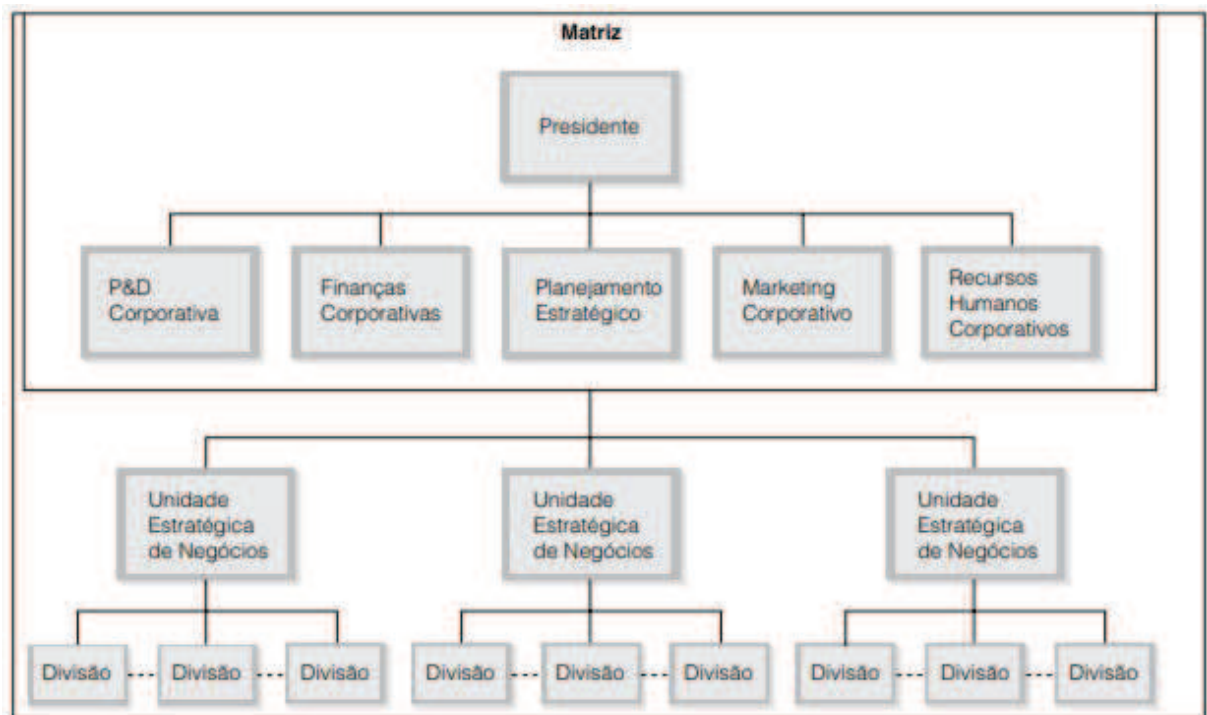 Matriz
Presidente
P&D
Corporativa
Finanças
Corporativas
Planejamento
Estratégico
Marketing
Corporativo
Recursos
Humanos
Corporativos
Unidade
Estratégica
de Negócios
Unidade
Estratégica
de Negócios
Unidade
Estratégica
de Negócios
Divisão
Divisão
Divisão
Divisão
Divisão
Divisão
Divisão
Divisão
Divisão